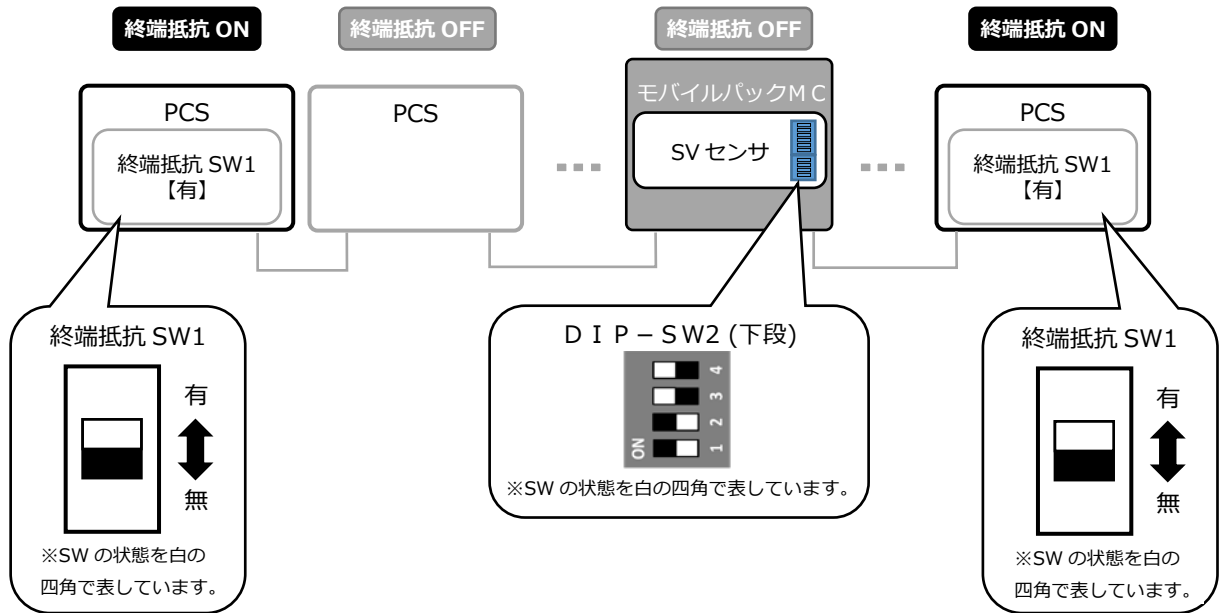 終端抵抗 ON
終端抵抗 OFF
終端抵抗 OFF
終端抵抗 ON
PCS
終端抵抗 SW1
【有】
PCS
モバイルパックＭＣ
SV センサ
PCS
終端抵抗 SW1
【有】
終端抵抗 SW1
有
無
※SW の状態を白の
四角で表しています。
ＤＩＰ－ＳＷ2 (下段)
4
3
2
1
ON
※SW の状態を白の四角で表しています。
終端抵抗 SW1
有
無
※SW の状態を白の
四角で表しています。